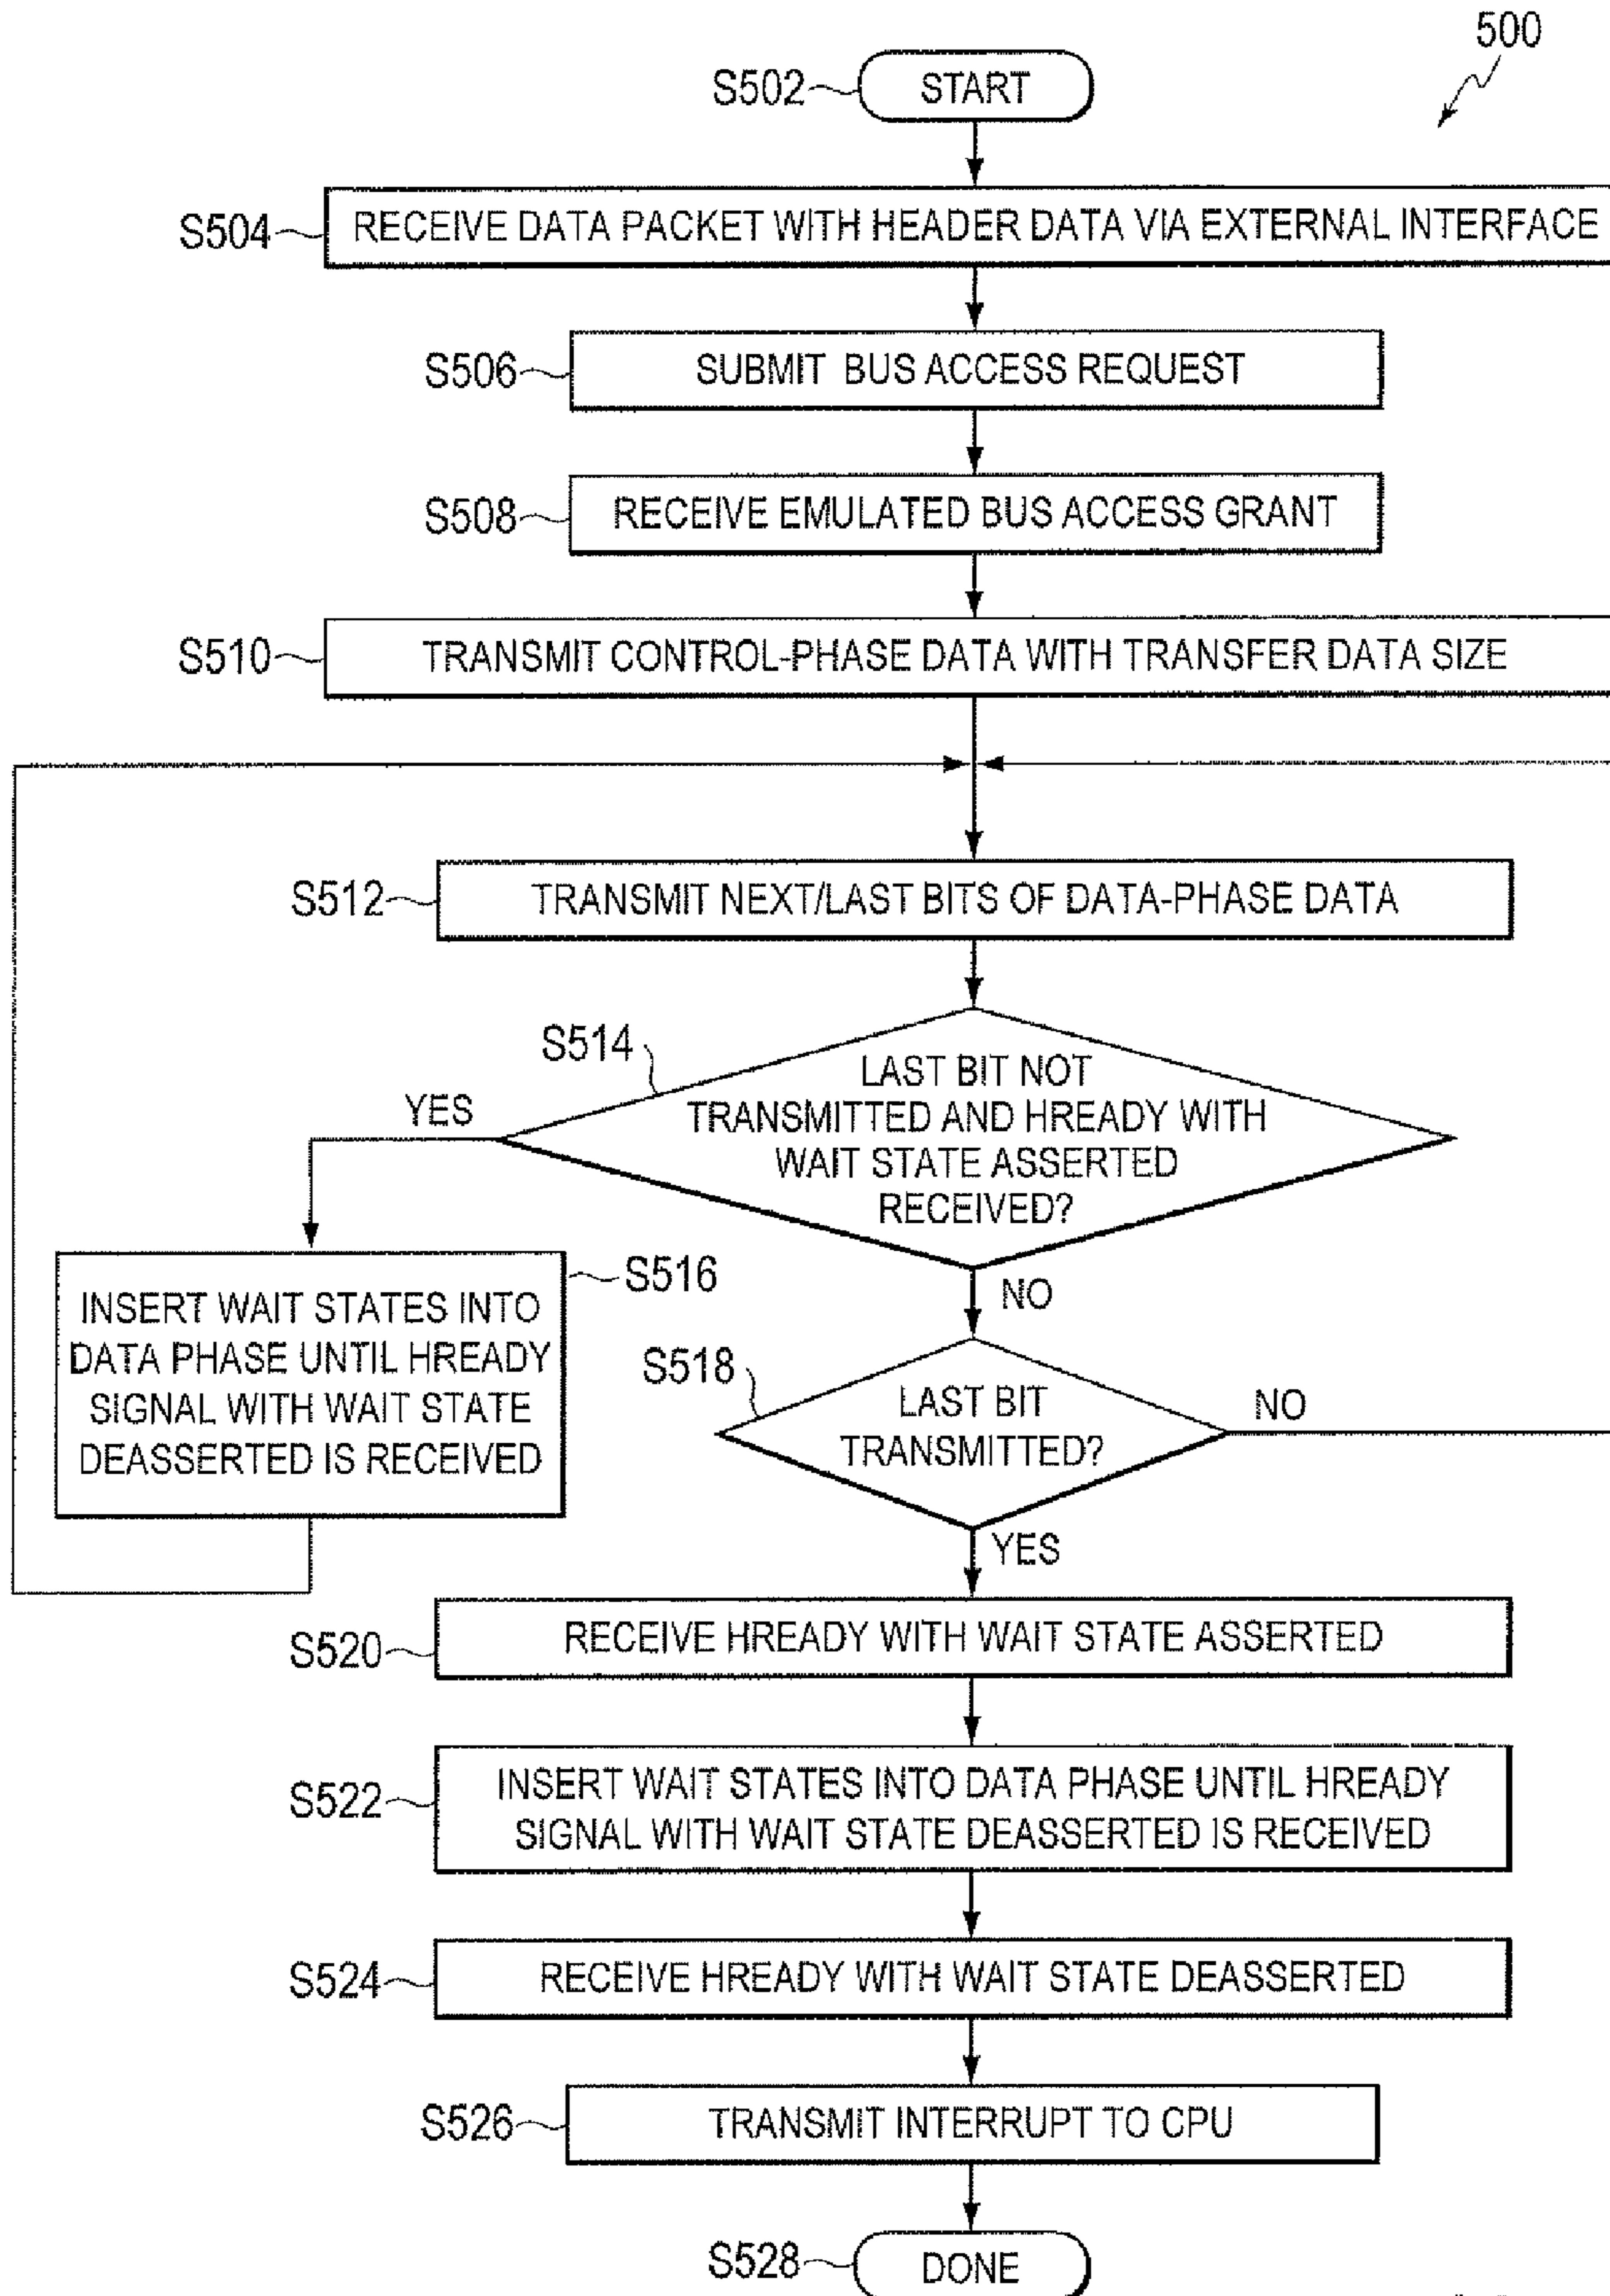 500
S502
START
S504
RECEIVE DATA PACKET WITH HEADER DATA VIA EXTERNAL INTERFACE
S506
SUBMIT BUS ACCESS REQUEST
S508
RECEIVE EMULATED BUS ACCESS GRANT
S510
TRANSMIT CONTROL-PHASE DATA WITH TRANSFER DATA SIZE
S512
TRANSMIT NEXT/LAST BITS OF DATA-PHASE DATA
S514
LAST BIT NOT
TRANSMITTED AND HREADY WITH
WAIT STATE ASSERTED
RECEIVED?
YES
NO
S516
INSERT WAIT STATES INTO
DATA PHASE UNTIL HREADY
SIGNAL WITH WAIT STATE
DEASSERTED IS RECEIVED
S518
LAST BIT
TRANSMITTED?
NO
YES
S520
RECEIVE HREADY WITH WAIT STATE ASSERTED
S522
INSERT WAIT STATES INTO DATA PHASE UNTIL HREADY
SIGNAL WITH WAIT STATE DEASSERTED IS RECEIVED
S524
RECEIVE HREADY WITH WAIT STATE DEASSERTED
S526
TRANSMIT INTERRUPT TO CPU
S528
DONE